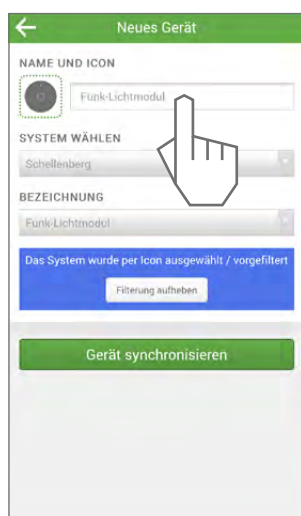 Neues Gerät
NAME UND ICON
Funk-Lichtmodul
SYSTEM WÄHLEN
Schellenberg
BEZEICHNUNG
Funk-Lichtmodul
Das System wurde per Icon ausgewählt / vorgefiltert
Filterung aufheben
Gerät synchronisieren